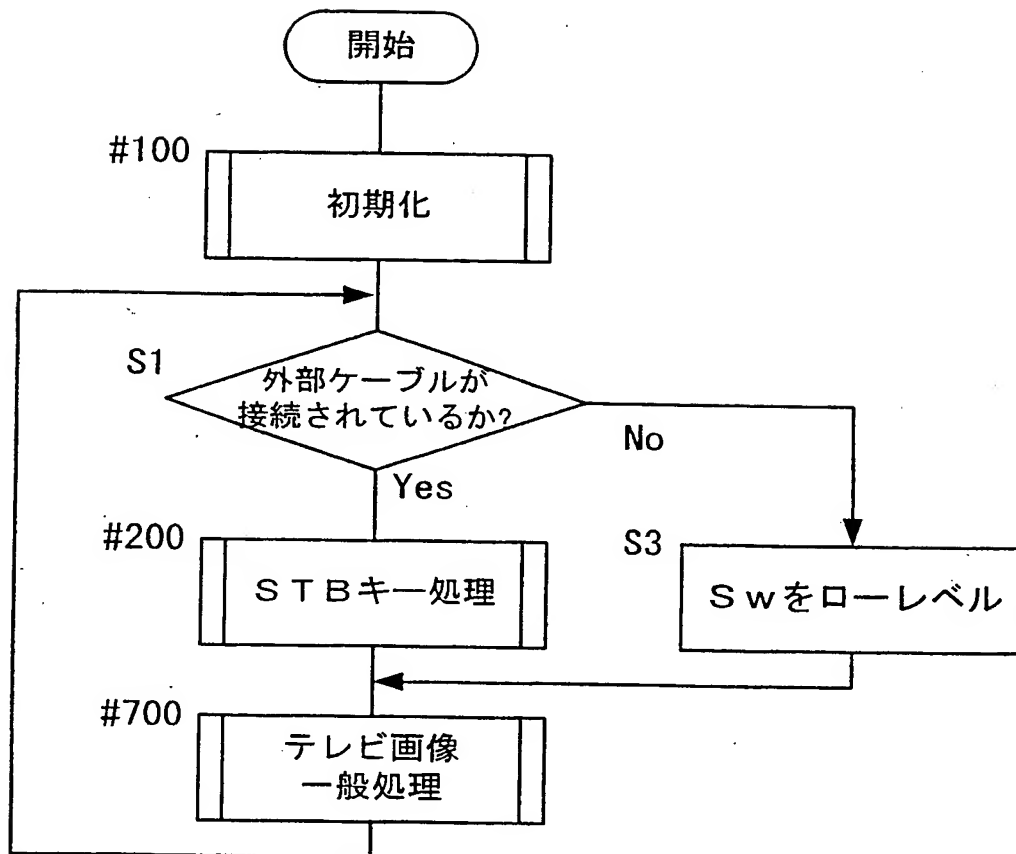 開始
#100
初期化
S1
外部ケーブルが
接続されているか?
No
Yes
#200
STBキー処理
S3
Swをローレベル
#700
テレビ画像
一般処理